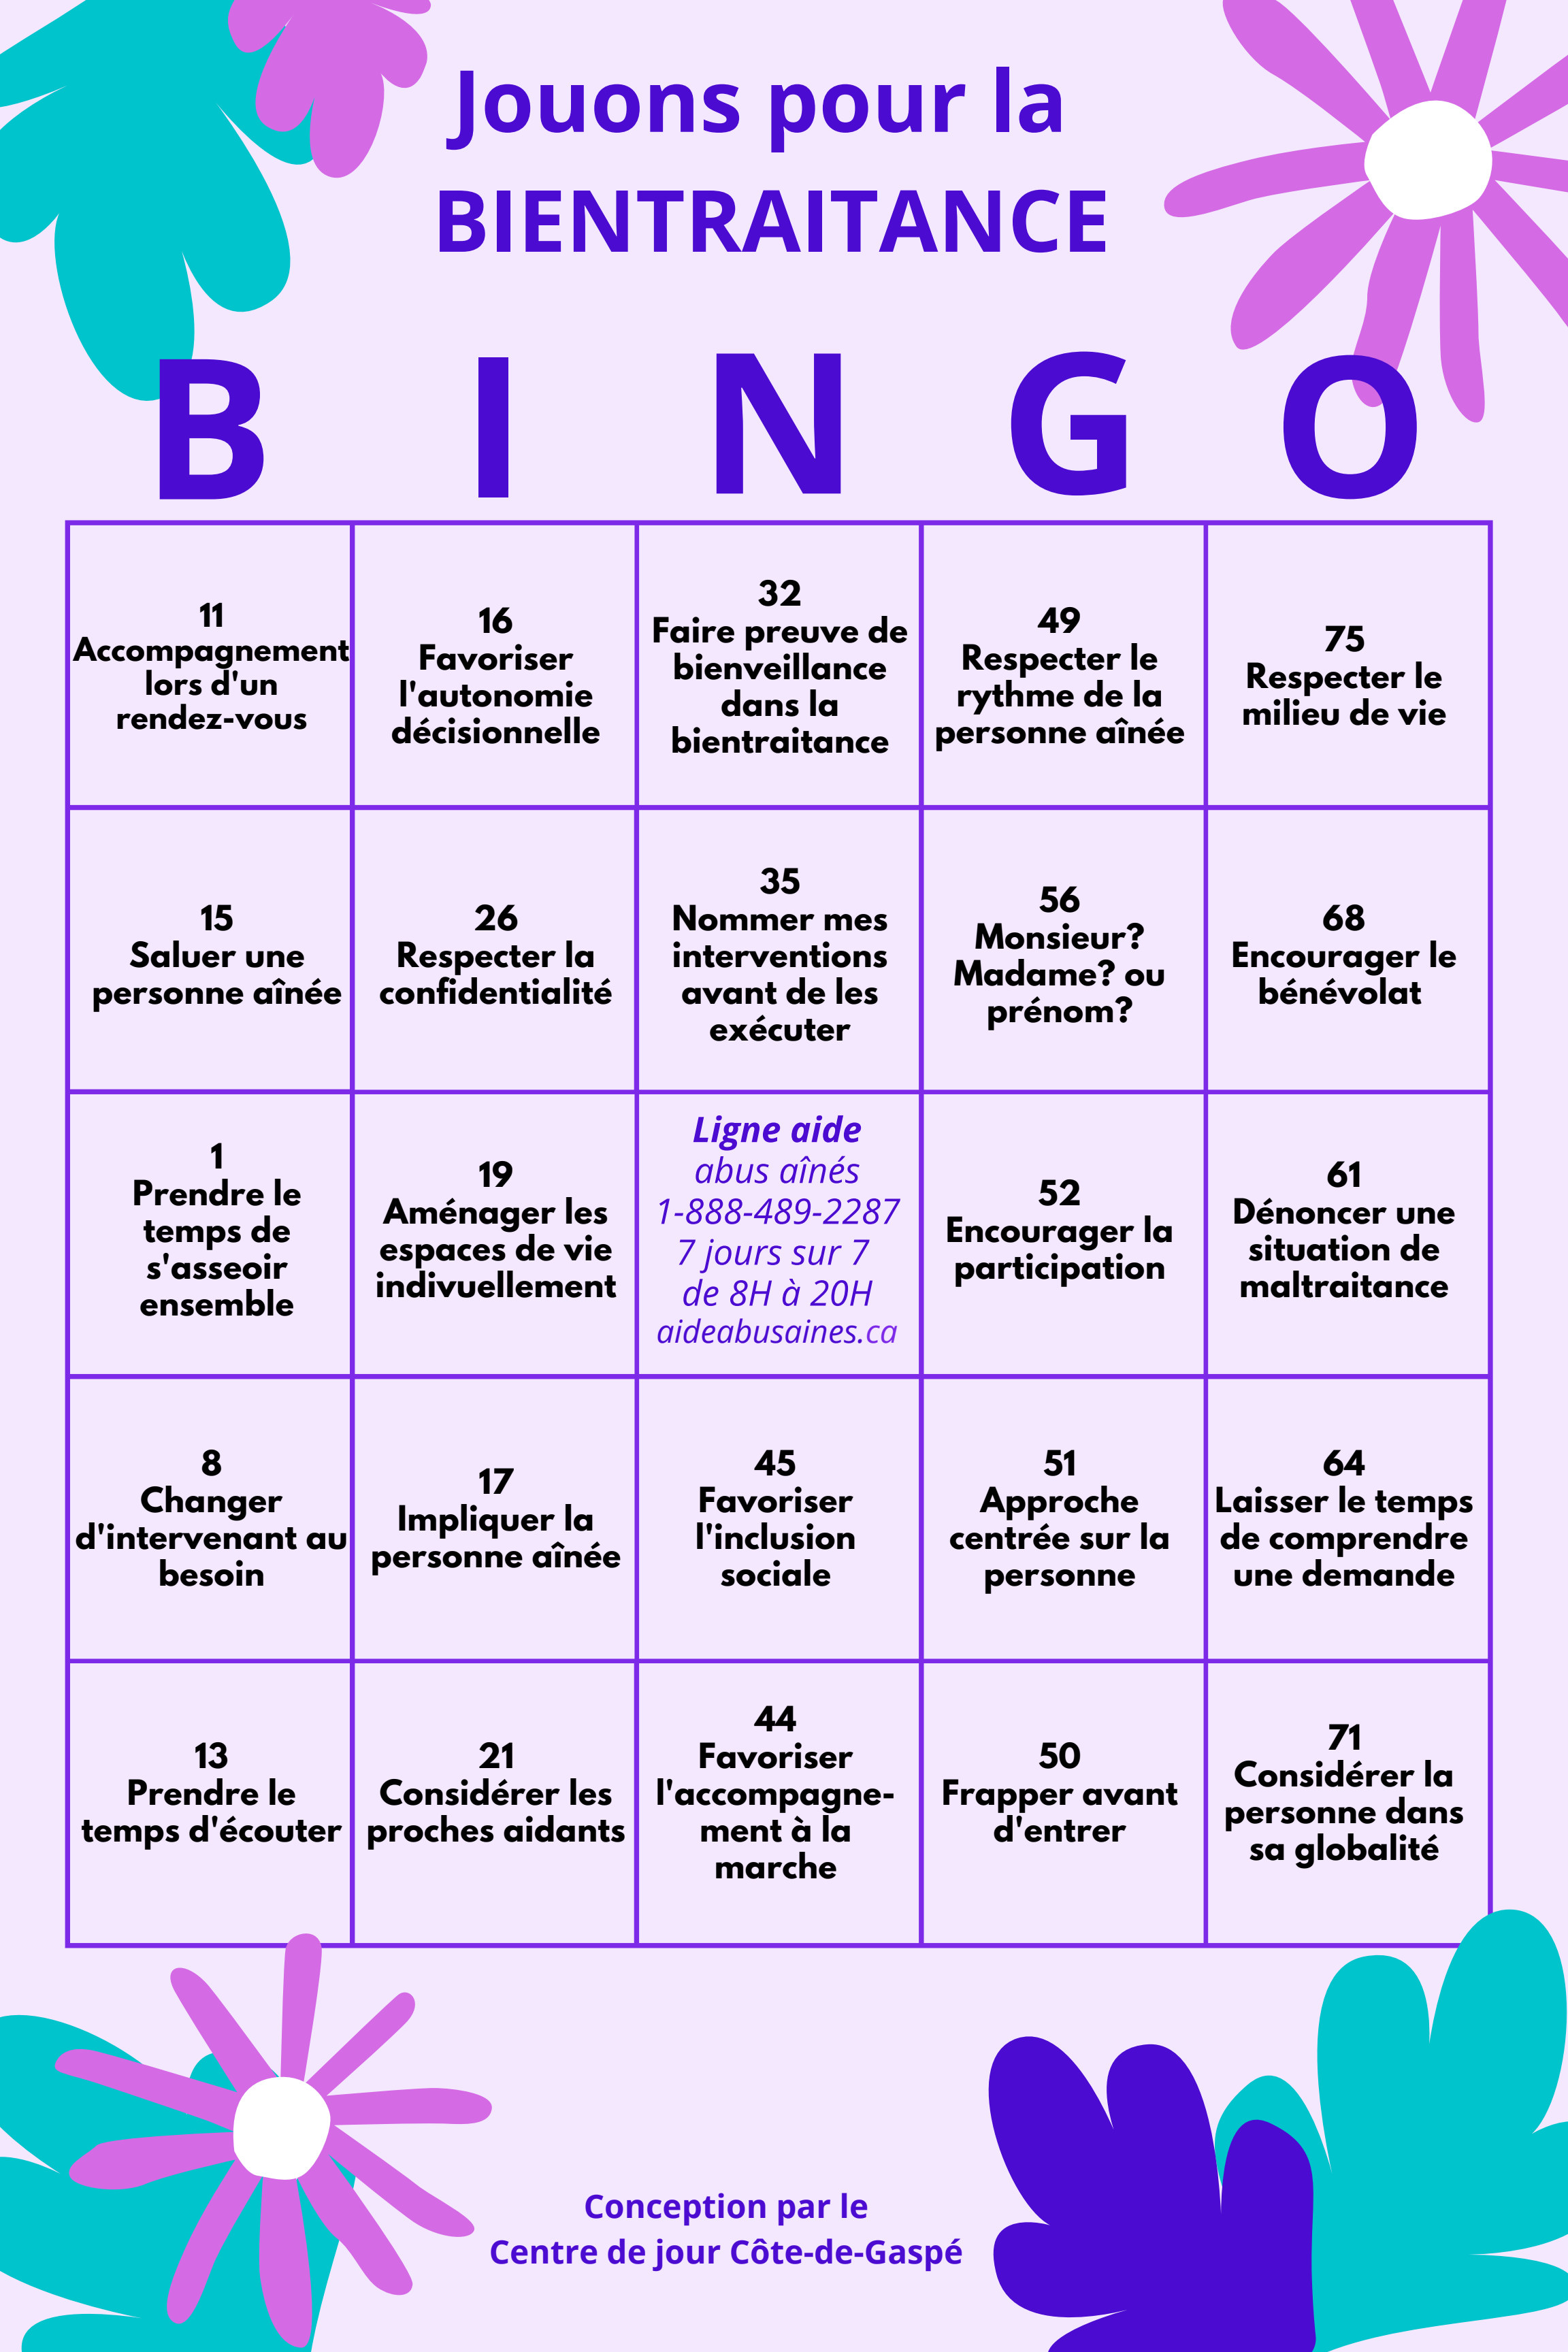 Jouons pour la
BIENTRAITANCE
B I N G O
11
Accompagnement
lors d'un
rendez-vous
16
Favoriser
l'autonomie
décisionnelle
32
Faire preuve de
bienveillance
dans la
bientraitance
49
Respecter le
rythme de la
personne aînée
75
Respecter le
milieu de vie
15
Saluer une
personne aînée
26
Respecter la
confidentialité
35
Nommer mes
interventions
avant de les
exécuter
56
Monsieur?
Madame? ou
prénom?
68
Encourager le
bénévolat
1
Prendre le
temps de
s'asseoir
ensemble
19
Aménager les
espaces de vie
indivuellement
Ligne aide
abus aînés
1-888-489-2287
7 jours sur 7
de 8H à 20H
aideabusaines.ca
52
Encourager la
participation
61
Dénoncer une
situation de
maltraitance
8
Changer
d'intervenant au
besoin
17
Impliquer la
personne aînée
45
Favoriser
l'inclusion
sociale
51
Approche
centrée sur la
personne
64
Laisser le temps
de comprendre
une demande
13
Prendre le
temps d'écouter
21
Considérer les
proches aidants
44
Favoriser
l'accompagne-
ment à la
marche
50
Frapper avant
d'entrer
71
Considérer la
personne dans
sa globalité
Conception par le
Centre de jour Côte-de-Gaspé